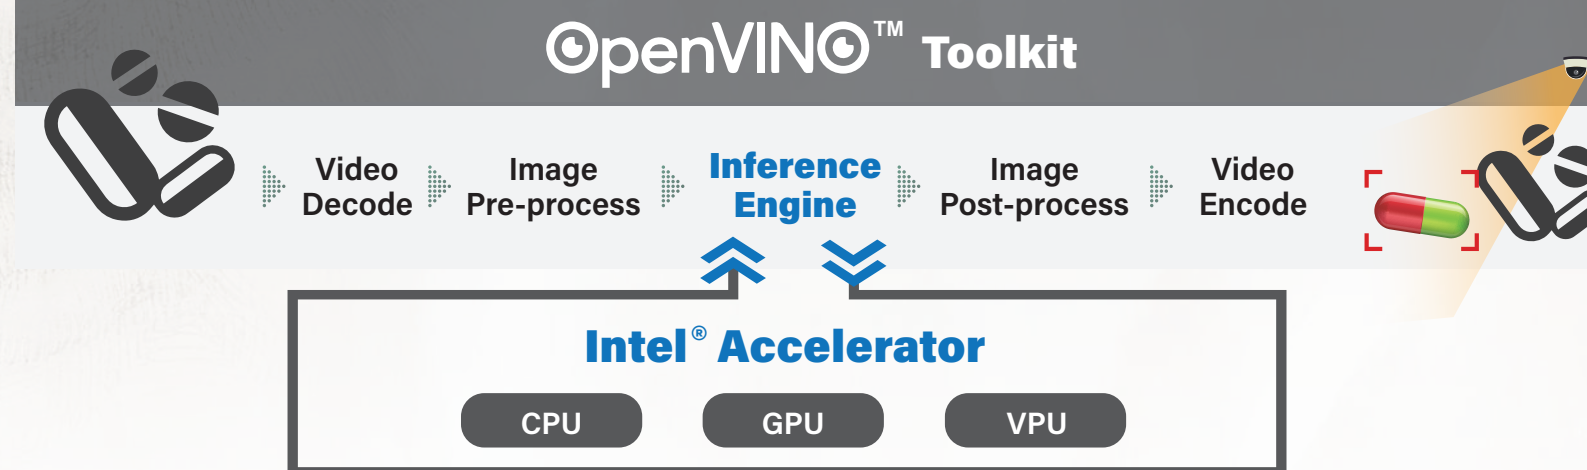 OpenVINO™ Toolkit
Video
Decode
Image
Pre-process
Inference
Engine
Image
Post-process
Video
Encode
Intel® Accelerator
CPU
GPU
VPU